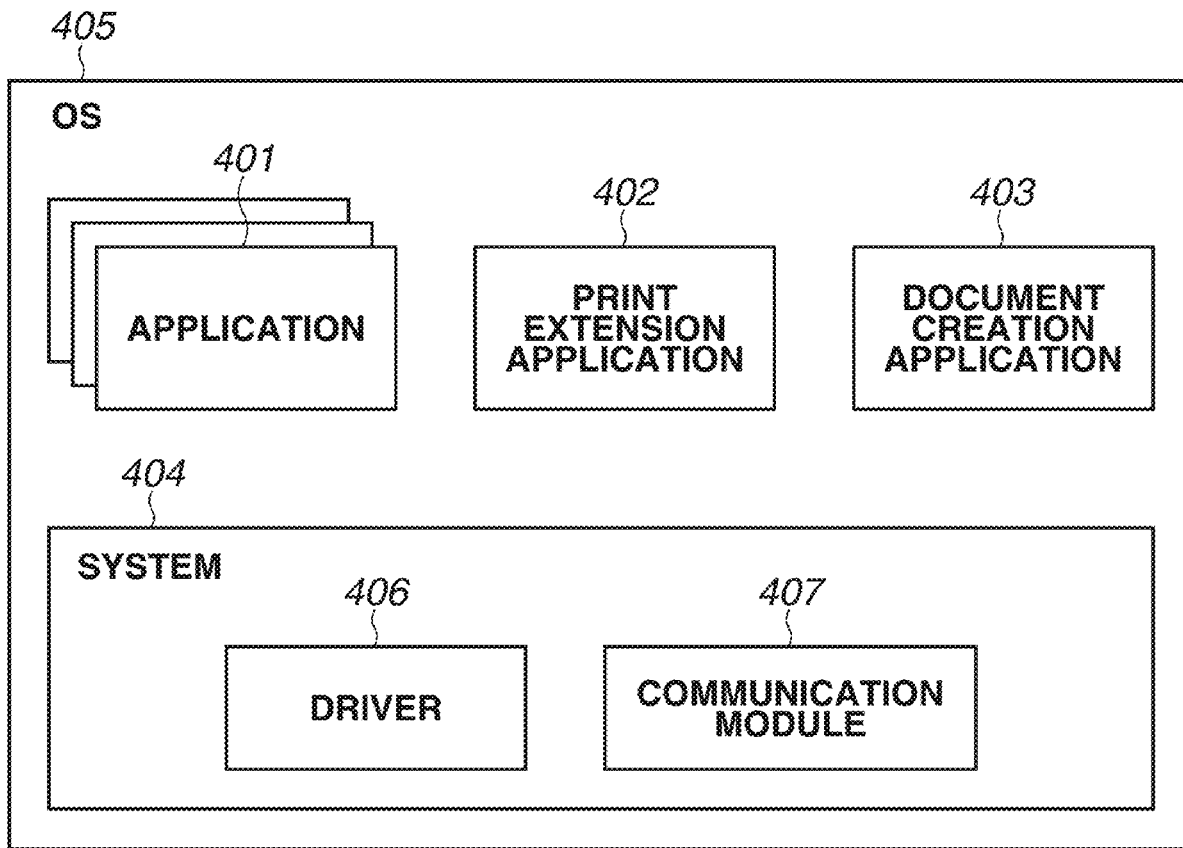 405
OS
401
402
403
APPLICATION
PRINT
EXTENSION
APPLICATION
DOCUMENT
CREATION
APPLICATION
404
SYSTEM
406
407
DRIVER
COMMUNICATION
MODULE